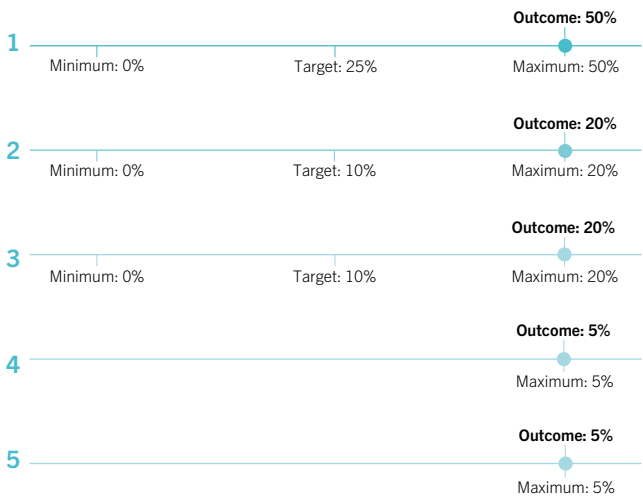 Outcome: 50%
1
Minimum: 0% Target: 25% Maximum: 50%
Outcome: 20%
2
Minimum: 0% Target: 10% Maximum: 20%
Outcome: 20%
3
Minimum: 0% Target: 10% Maximum: 20%
Outcome: 5%
4
Maximum: 5%
Outcome: 5%
5
Maximum: 5%